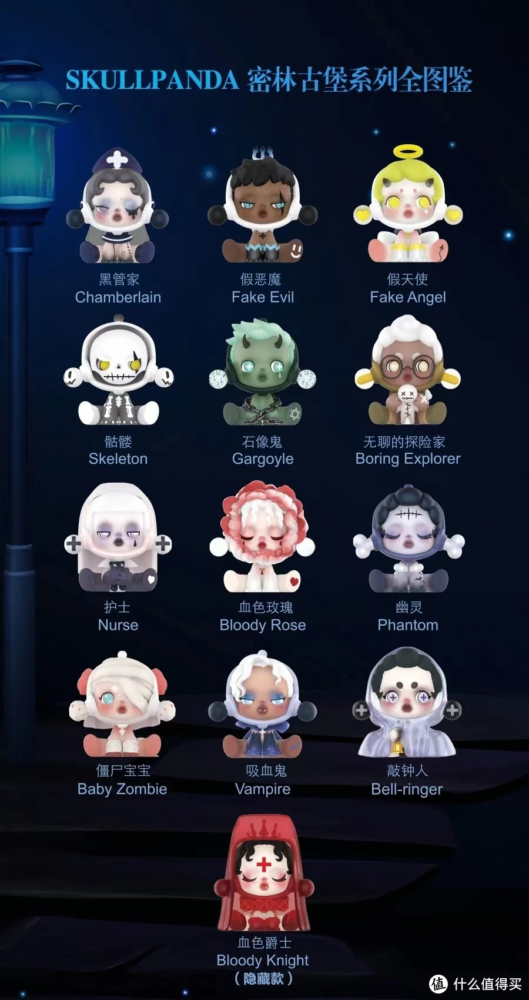 SKULLPANDA 密林古堡系列全图鉴
黑管家
Chamberlain
假恶魔
Fake Evil
假天使
Fake Angel
骷髅
Skeleton
石像鬼
Gargoyle
无聊的探险家
Boring Explorer
护士
Nurse
血色玫瑰
Bloody Rose
幽灵
Phantom
僵尸宝宝
Baby Zombie
吸血鬼
Vampire
敲钟人
Bell-ringer
血色爵士
Bloody Knight
（隐藏款）
值 什么值得买